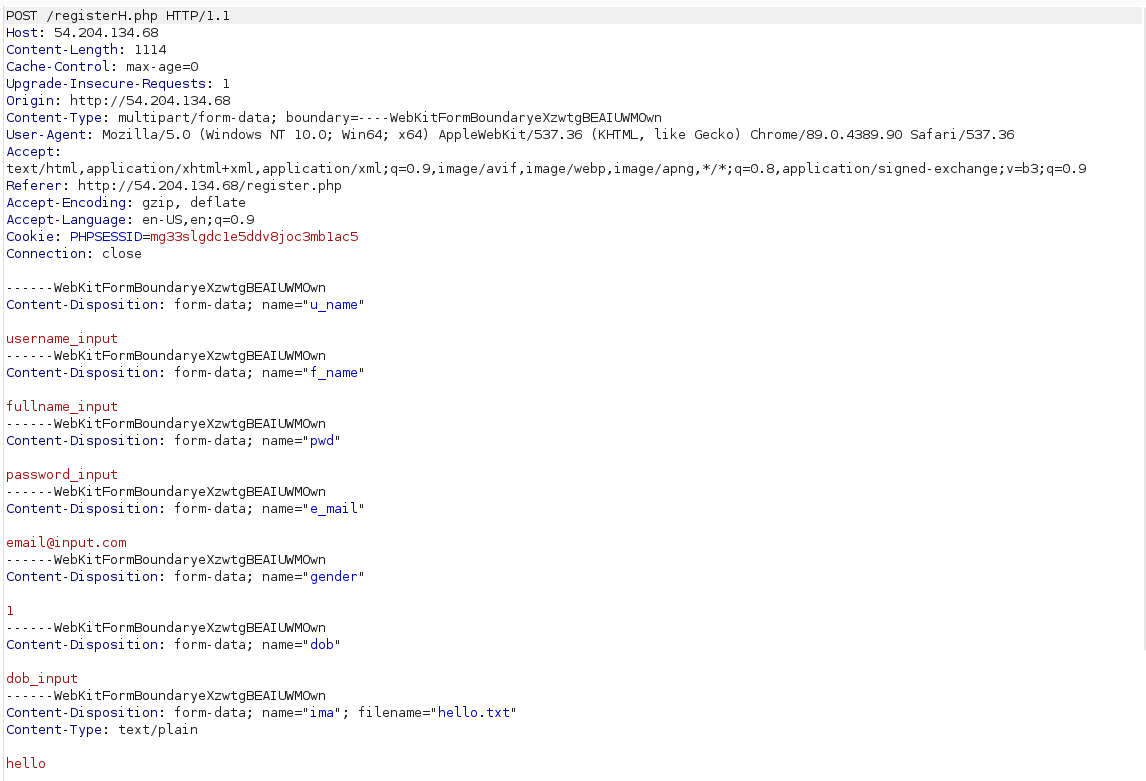 POST /registerH.php HTTP/1.1
Host: 54.204.134.68
Content-Length: 1114
Cache-Control: max-age=0
Upgrade-Insecure-Requests: 1
Origin: http://54.204.134.68
Content-Type: multipart/form-data; boundary=----WebKitFormBoundaryeXzwtgBEAIUWMOwn
User-Agent: Mozilla/5.0 (Windows NT 10.0; Win64; x64) AppleWebKit/537.36 (KHTML, like Gecko) Chrome/89.0.4389.90 Safari/537.36
Accept:
text/html,application/xhtml+xml,application/xml;q=0.9,image/avif,image/webp,image/apng,*/*;q=0.8,application/signed-exchange;v=b3;q=0.9
Referer: http://54.204.134.68/register.php
Accept-Encoding: gzip, deflate
Accept-Language: en-US,en;q=0.9
Cookie: PHPSESSID=mg33slgdc1e5ddv8joc3mb1ac5
Connection: close
------WebKitFormBoundaryeXzwtgBEAIUWMOwn
Content-Disposition: form-data; name="u_name"
username_input
------WebKitFormBoundaryeXzwtgBEAIUWMOwn
Content-Disposition: form-data; name="f_name"
fullname_input
------WebKitFormBoundaryeXzwtgBEAIUWMOwn
Content-Disposition: form-data; name="pwd"
password_input
------WebKitFormBoundaryeXzwtgBEAIUWMOwn
Content-Disposition: form-data; name="e_mail"
email@input.com
------WebKitFormBoundaryeXzwtgBEAIUWMOwn
Content-Disposition: form-data; name="gender"
1
------WebKitFormBoundaryeXzwtgBEAIUWMOwn
Content-Disposition: form-data; name="dob"
dob_input
------WebKitFormBoundaryeXzwtgBEAIUWMOwn
Content-Disposition: form-data; name="ima"; filename="hello.txt"
Content-Type: text/plain
hello